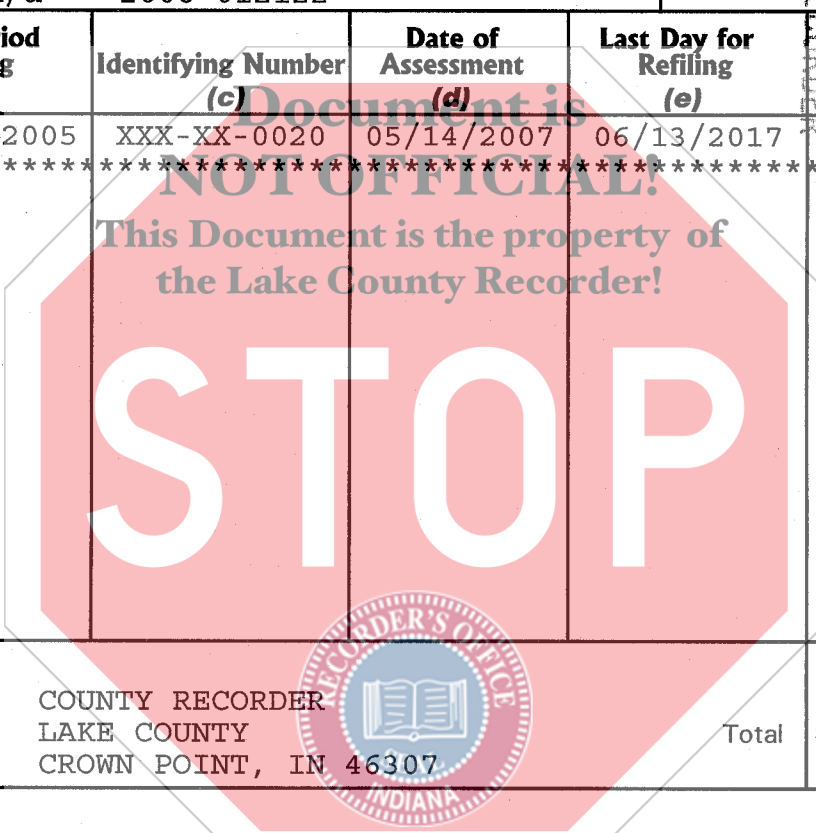 iod Date of Last Day for
g Identifying Number Assessment Refiling
(c) (d) (e)
2005 XXX-XX-0020 05/14/2007 06/13/2017
*****************************************************
Document is
NOT OFFICIAL!
This Document is the property of
the Lake County Recorder!
STOP
RECORDER'S OFFICE
COUNTY RECORDER
LAKE COUNTY Total
CROWN POINT, IN 46307
INDIANA